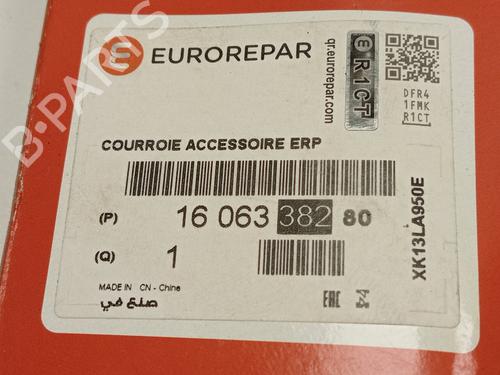 EUROREPAR
qr.eurorepar.com
R1CT
DFR4
1FMK
R1CT
COURROIE ACCESSOIRE ERP
(P) 16 063 382 80
(Q) 1
XK13LA950E
MADE IN CN - Chine
صنع في
EAC
B-PARTS